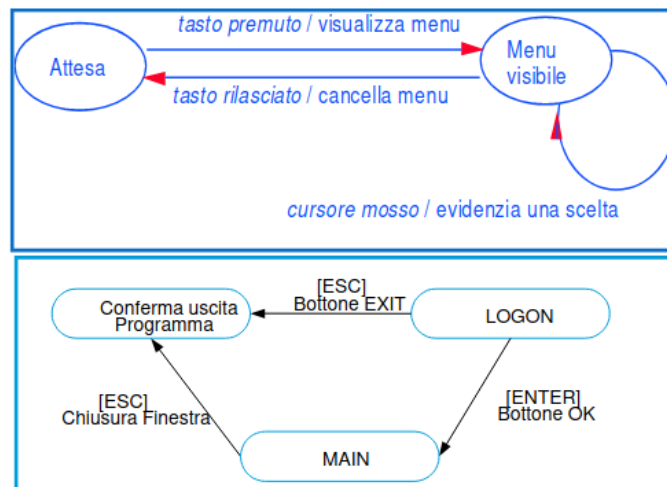 tasto premuto / visualizza menu
Attesa
Menu
visibile
tasto rilasciato / cancella menu
cursore mosso / evidenzia una scelta
[ESC]
Bottone EXIT
Conferma uscita
Programma
LOGON
[ESC]
Chiusura Finestra
[ENTER]
Bottone OK
MAIN